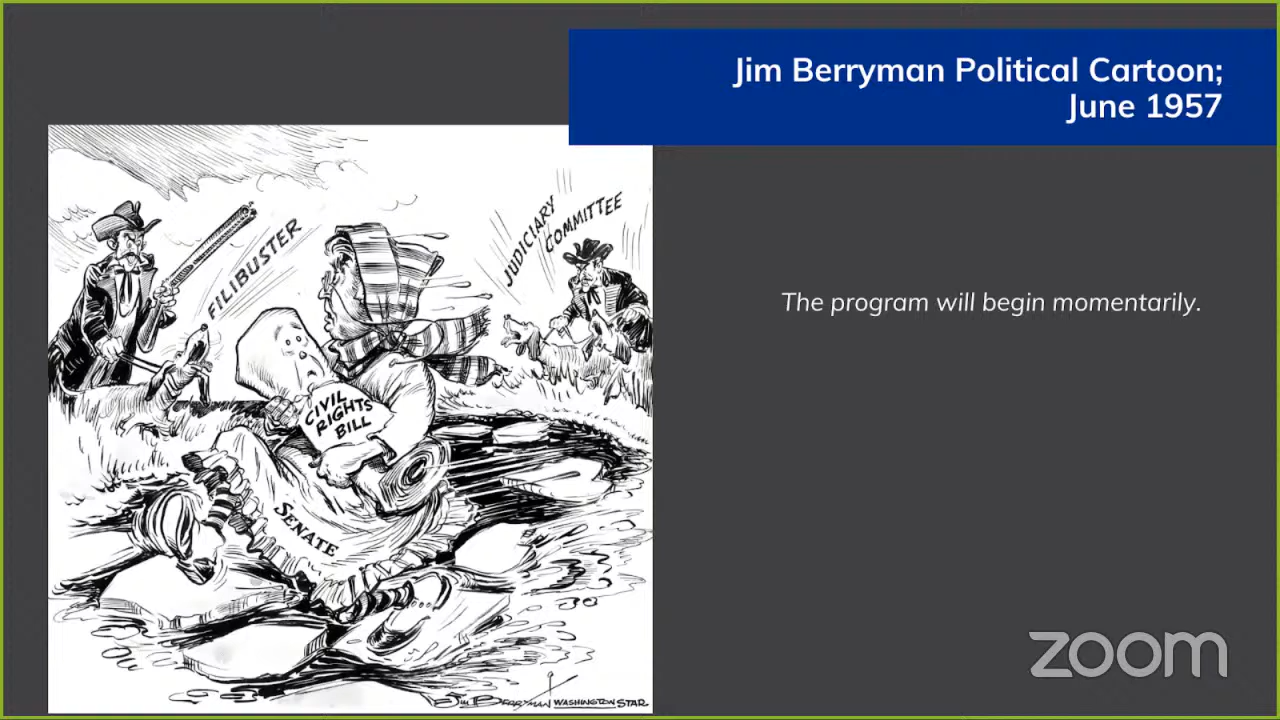 Jim Berryman Political Cartoon;
June 1957
FILIBUSTER
JUDICIARY
COMMITTEE
The program will begin momentarily.
CIVIL
RIGHTS
BILL
SENATE
Jim Berryman WASHINGTON STAR
zoom